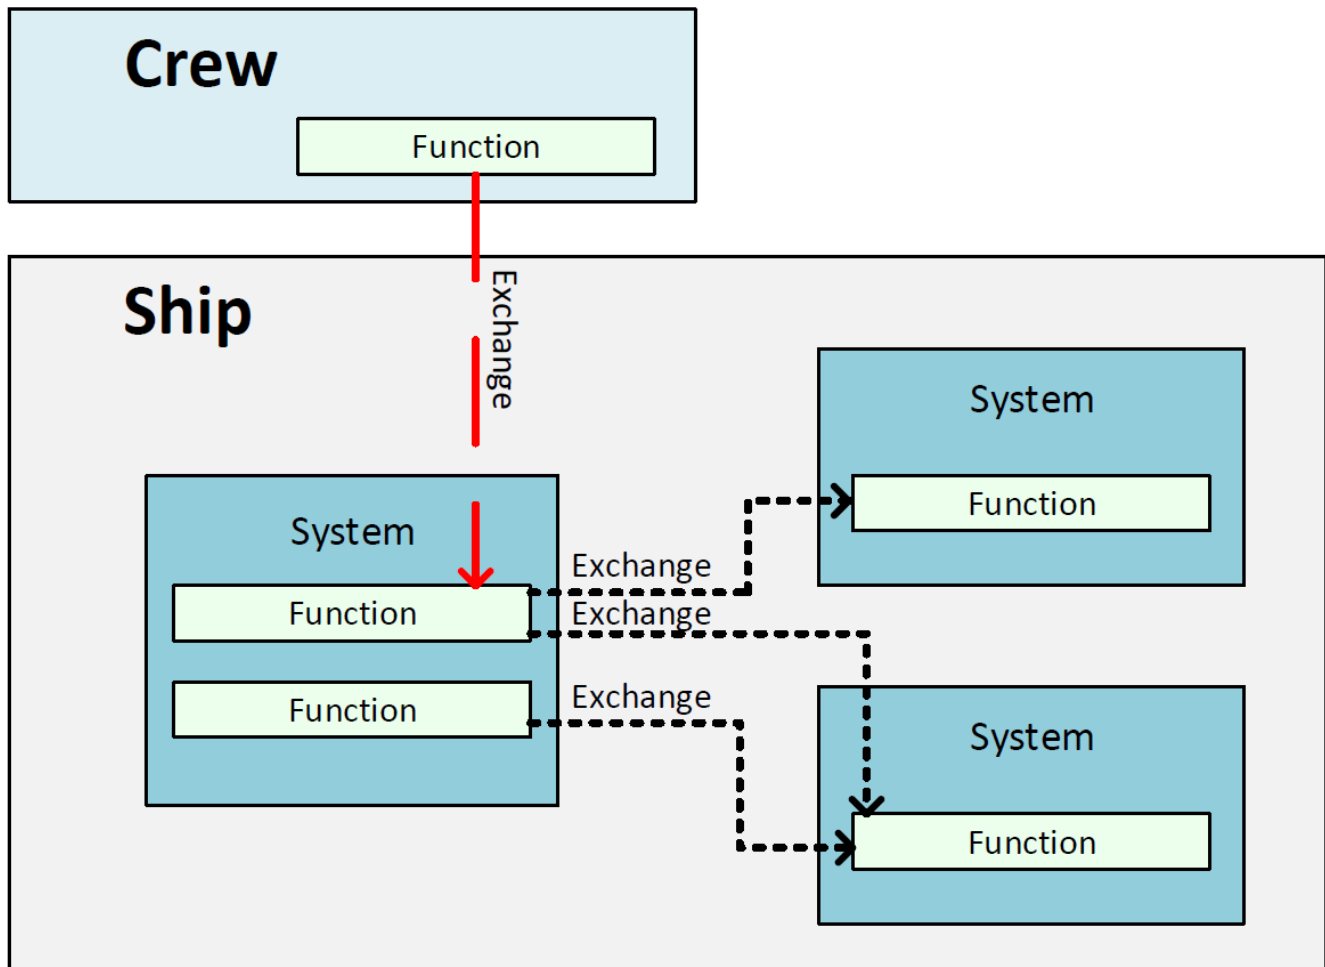 Crew
Function
Exchange
Ship
System
Function
System
Exchange
Function
Exchange
Function
Exchange
System
Function